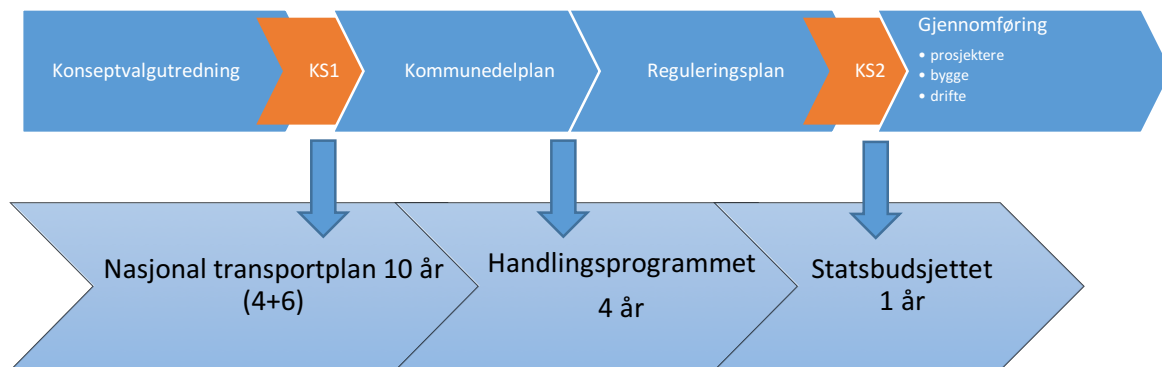 Konseptvalgutredning
KS1
Kommunedelplan
Reguleringsplan
KS2
Gjennomføring
• prosjektere
• bygge
• drifte
Nasjonal transportplan 10 år
(4+6)
Handlingsprogrammet
4 år
Statsbudsjettet
1 år